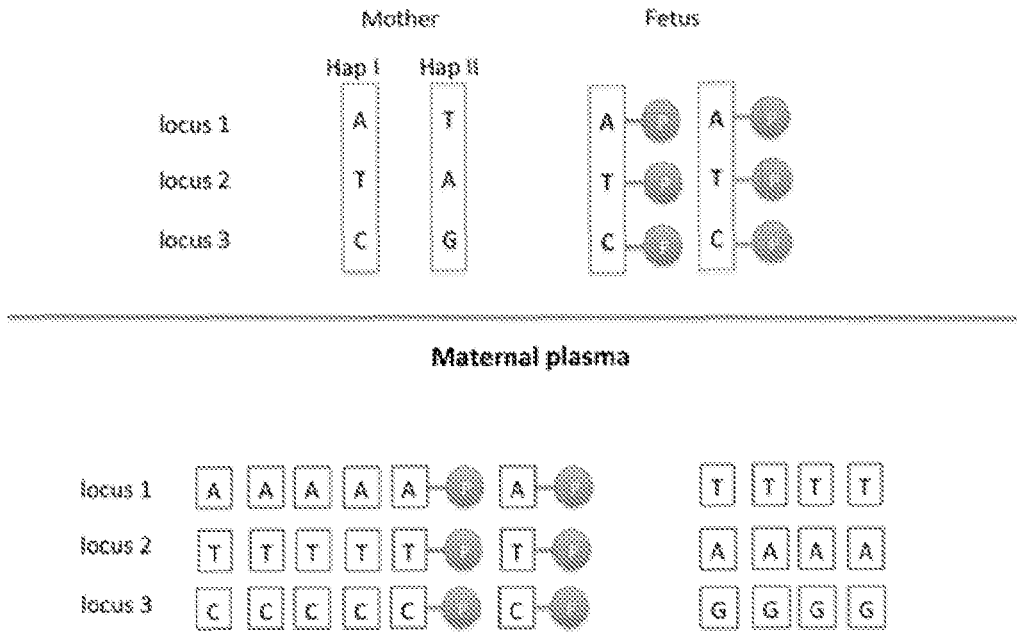 Mother Fetus
Hap I Hap II
locus 1 A T A A
locus 2 T A T T
locus 3 C G C C
Maternal plasma
locus 1 A A A A A A T T T T
locus 2 T T T T T T A A A A
locus 3 C C C C C C G G G G